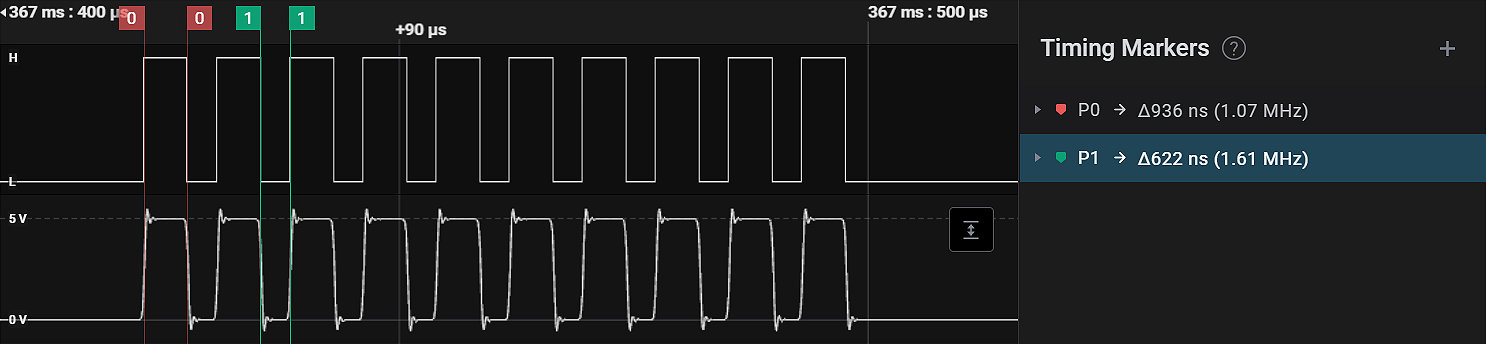 367 ms : 400 µs
0
0
1
1
+90 µs
367 ms : 500 µs
H
L
5 V
0 V
Timing Markers ?
+
P0 → Δ936 ns (1.07 MHz)
P1 → Δ622 ns (1.61 MHz)